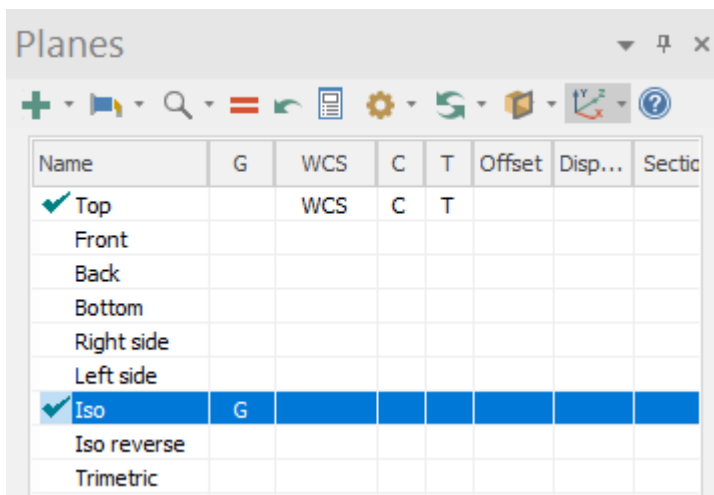 Planes
Name G WCS C T Offset Disp... Sectio
Top WCS C T
Front
Back
Bottom
Right side
Left side
Iso G
Iso reverse
Trimetric